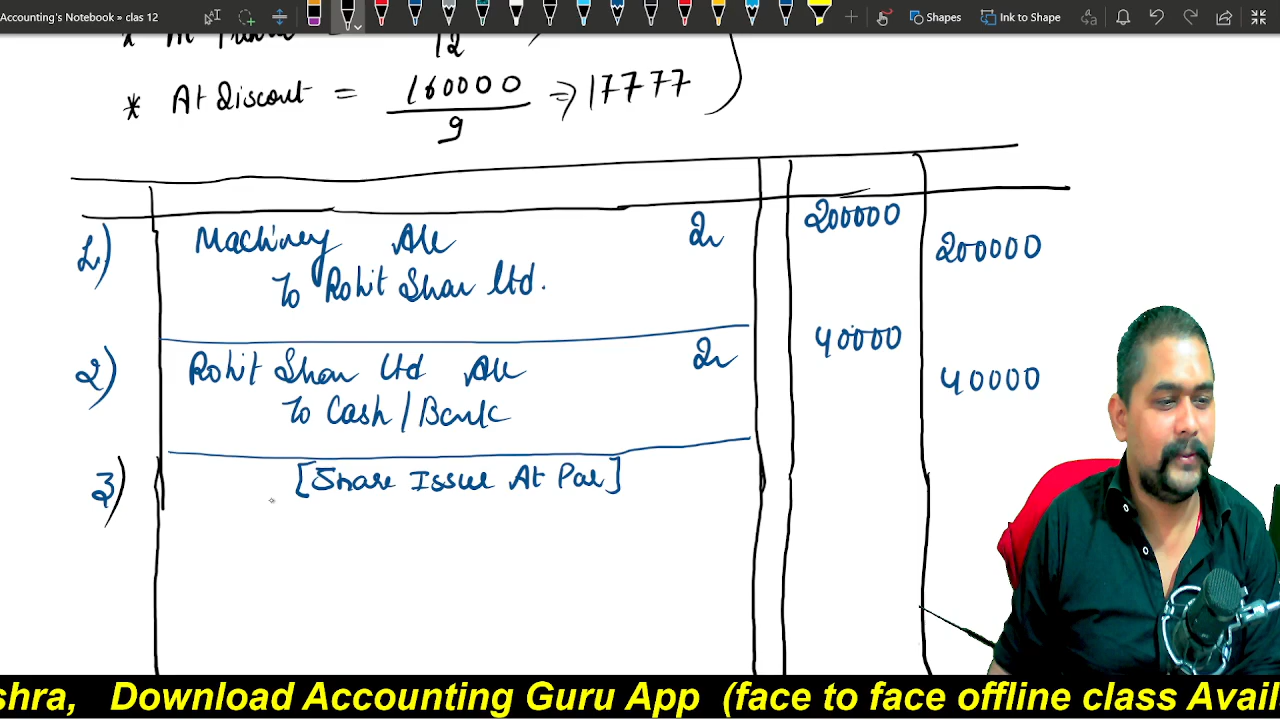 Accounting's Notebook » clas 12
Shapes
Ink to Shape
* At
12
* At Discout = 160000 / 9 => 17777
1) Machinery A/c Dr 200000
To Rohit Shar Ltd. 200000
2) Rohit Shar Ltd A/c Dr 40000
To Cash/Bank 40000
3) [Share Issue At Par]
shra, Download Accounting Guru App (face to face offline class Avail